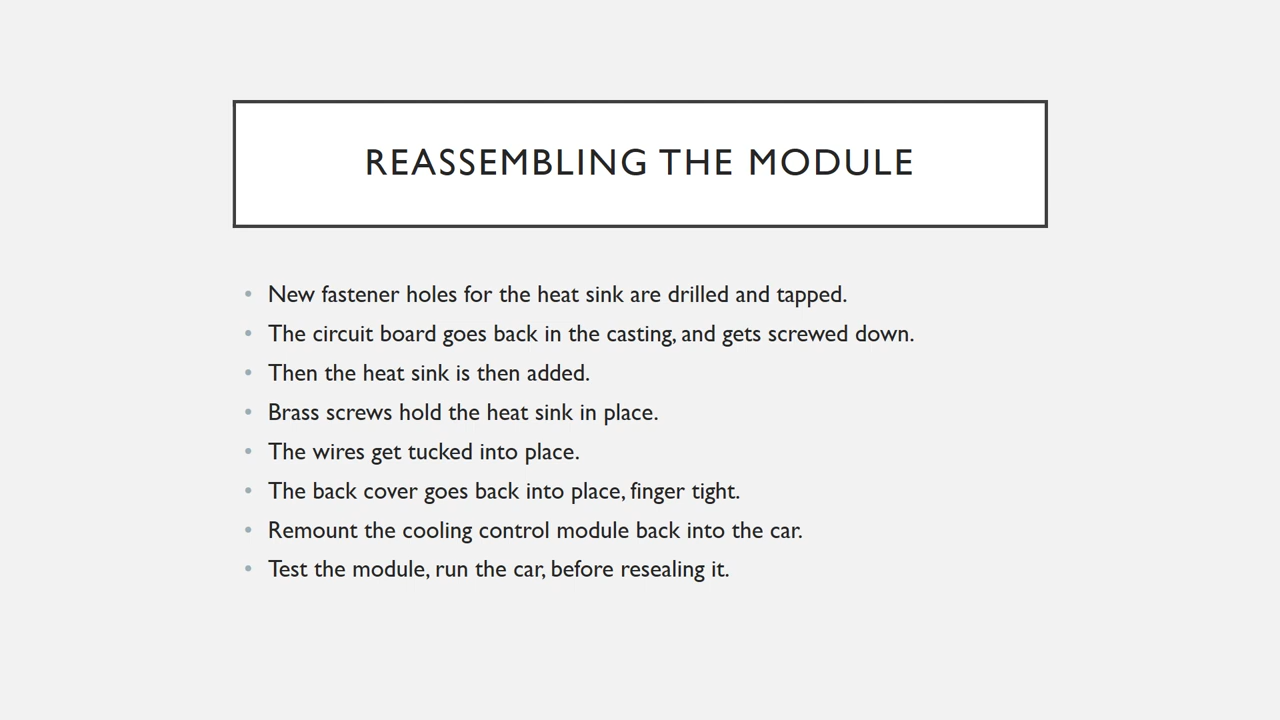 REASSEMBLING THE MODULE
• New fastener holes for the heat sink are drilled and tapped.
• The circuit board goes back in the casting, and gets screwed down.
• Then the heat sink is then added.
• Brass screws hold the heat sink in place.
• The wires get tucked into place.
• The back cover goes back into place, finger tight.
• Remount the cooling control module back into the car.
• Test the module, run the car, before resealing it.